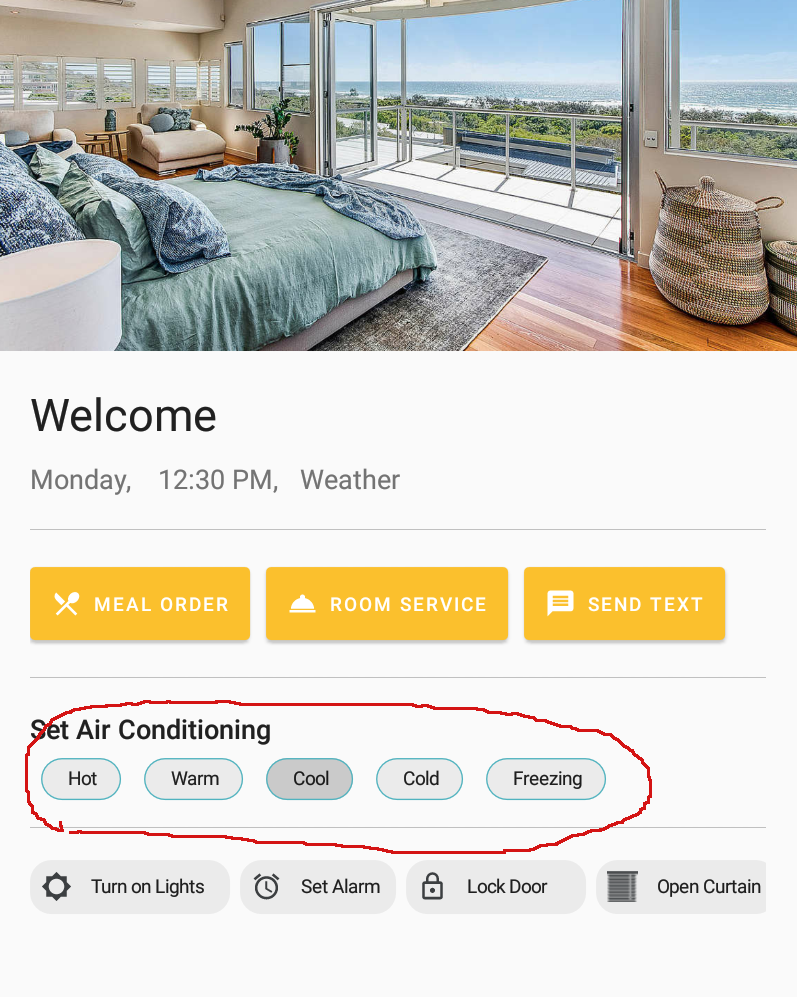 Welcome
Monday, 12:30 PM, Weather
MEAL ORDER ROOM SERVICE SEND TEXT
Set Air Conditioning
Hot Warm Cool Cold Freezing
Turn on Lights Set Alarm Lock Door Open Curtain